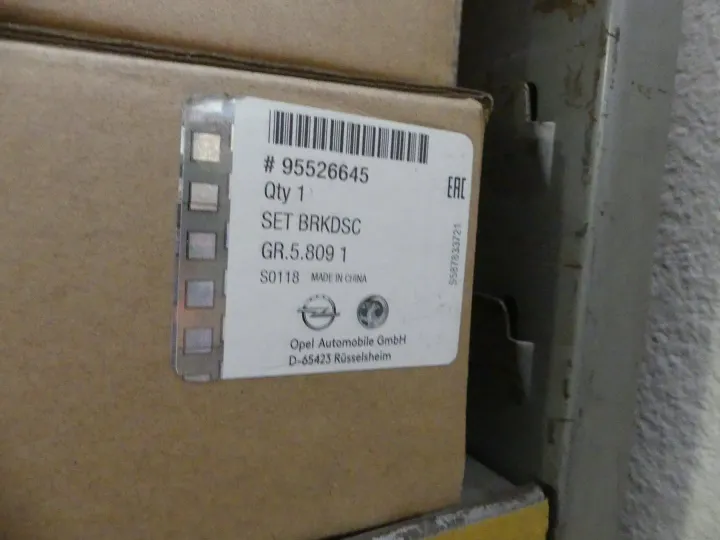 # 95526645
Qty 1
SET BRKDSC
GR.5.809 1
S0118 MADE IN CHINA
Opel Automobile GmbH
D-65423 Rüsselsheim
EAC
9587833721